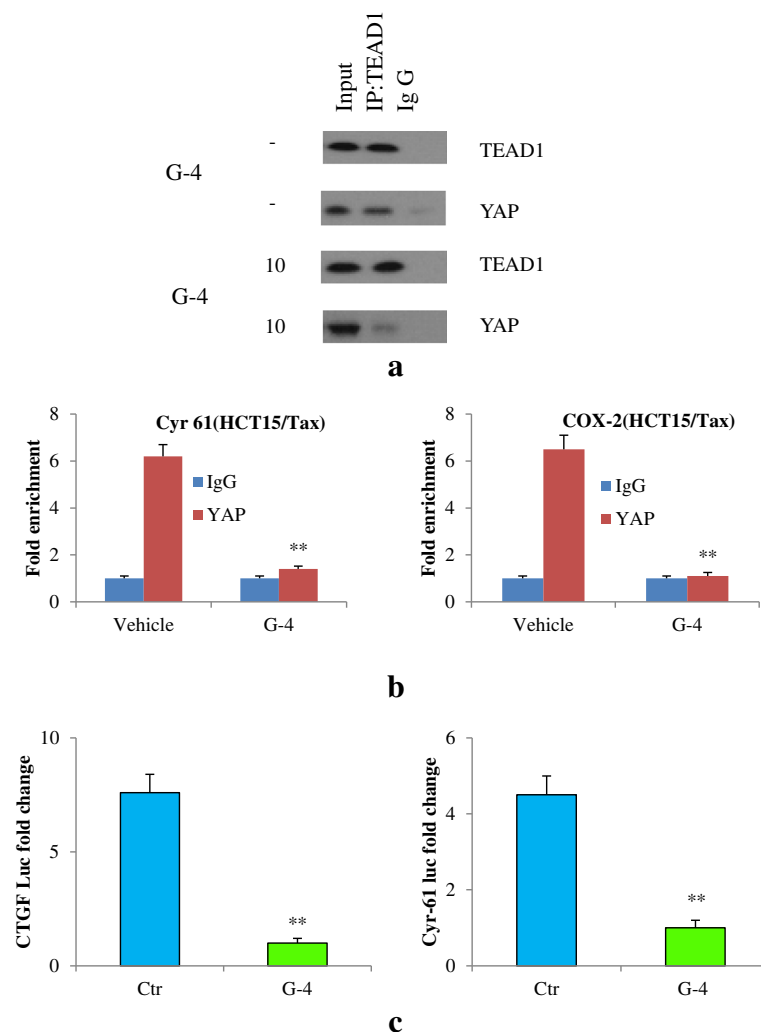 Input
IP:TEAD1
Ig G
G-4
-
TEAD1
-
YAP
G-4
10
TEAD1
10
YAP
a
Cyr 61(HCT15/Tax)
Fold enrichment
8
6
4
2
0
IgG
YAP
**
Vehicle
G-4
COX-2(HCT15/Tax)
Fold enrichment
8
6
4
2
0
IgG
YAP
**
Vehicle
G-4
b
CTGF Luc fold change
10
5
0
**
Ctr
G-4
Cyr-61 luc fold change
6
4
2
0
**
Ctr
G-4
c